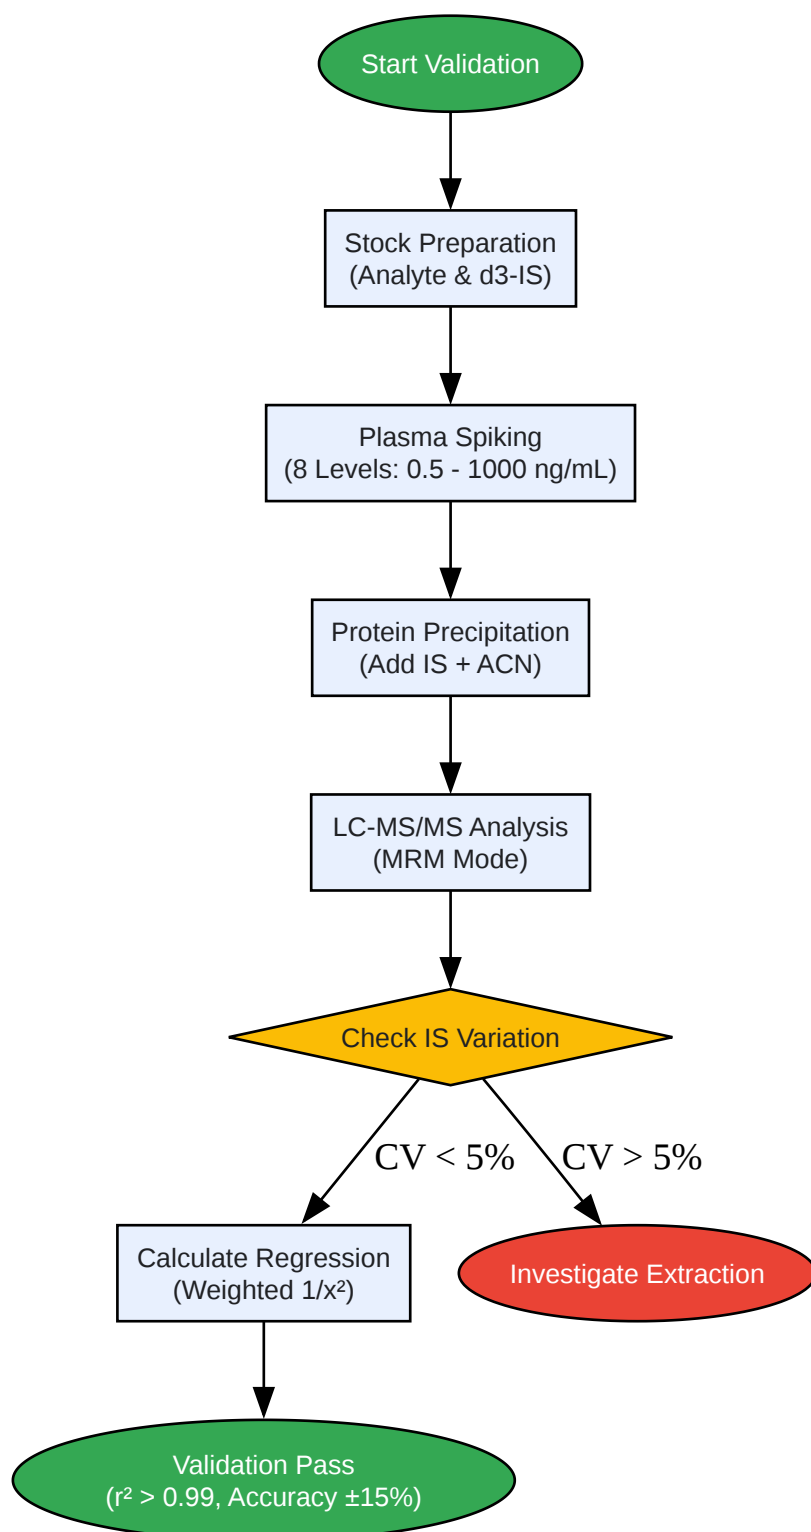 Start Validation
Stock Preparation
(Analyte & d3-IS)
Plasma Spiking
(8 Levels: 0.5 - 1000 ng/mL)
Protein Precipitation
(Add IS + ACN)
LC-MS/MS Analysis
(MRM Mode)
Check IS Variation
CV < 5%
CV > 5%
Calculate Regression
(Weighted 1/x²)
Investigate Extraction
Validation Pass
(r² > 0.99, Accuracy ±15%)